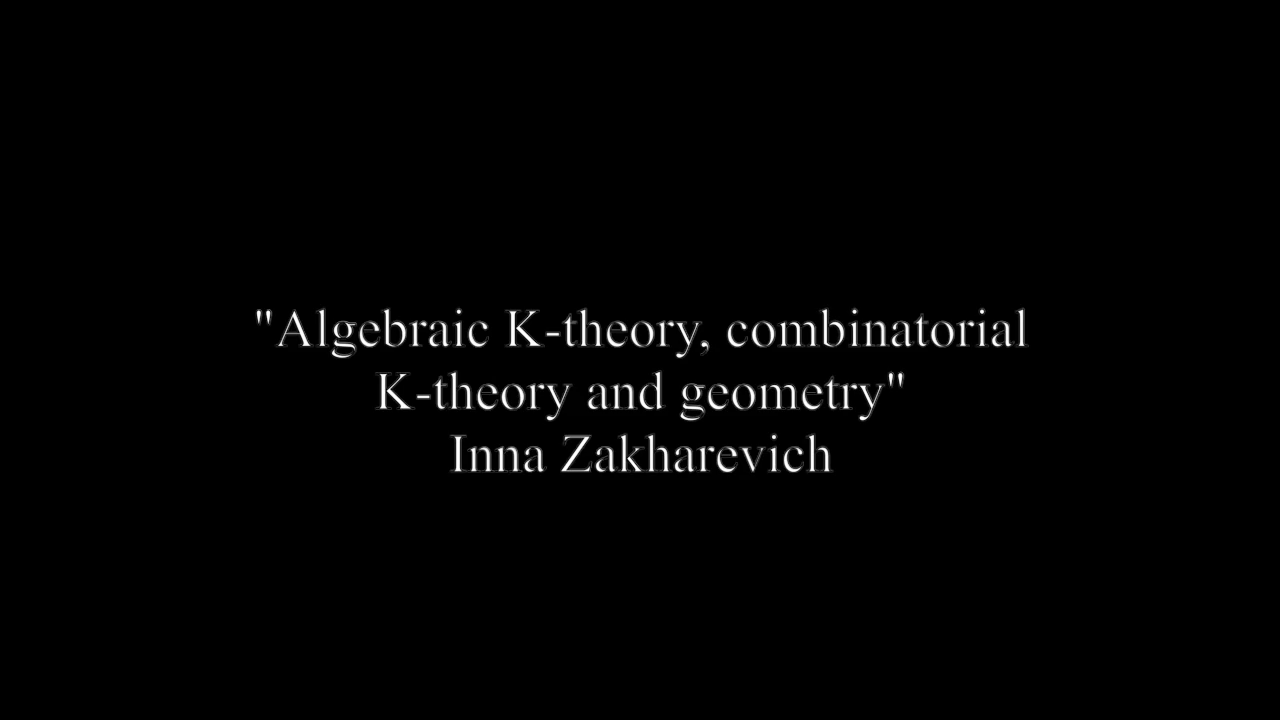 "Algebraic K-theory, combinatorial
K-theory and geometry"
Inna Zakharevich